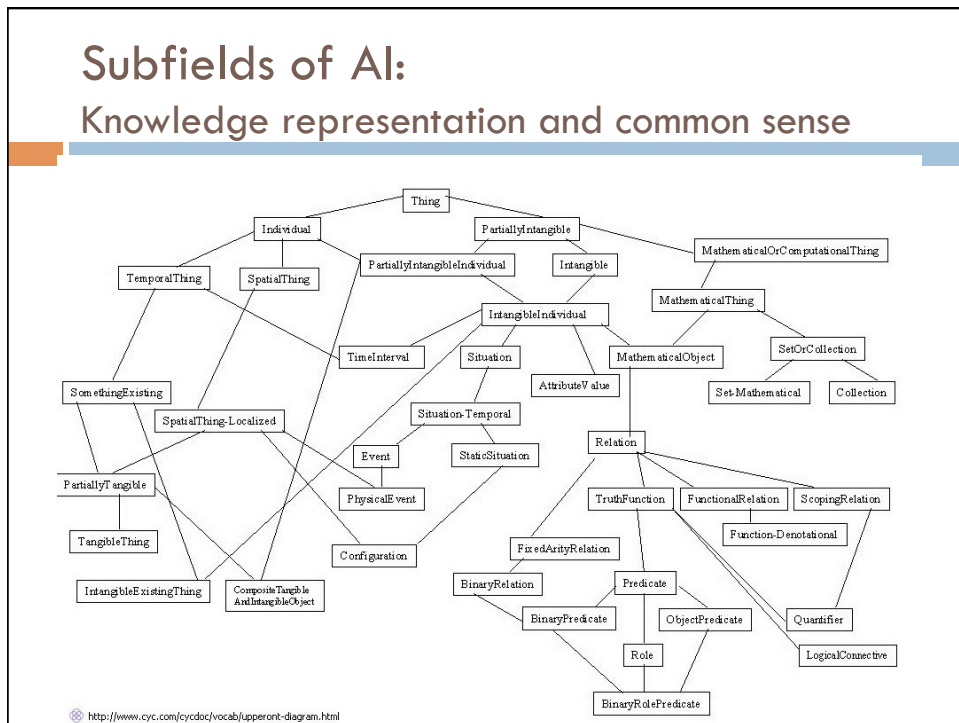 Subfields of AI:
Knowledge representation and common sense
Thing
Individual
PartiallyIntangible
MathematicalOrComputationalThing
TemporalThing
SpatialThing
PartiallyIntangibleIndividual
Intangible
MathematicalThing
IntangibleIndividual
TimeInterval
Situation
MathematicalObject
SetOrCollection
AttributeValue
SomethingExisting
Set-Mathematical
Collection
SpatialThing-Localized
Situation-Temporal
Relation
Event
StaticSituation
PartiallyTangible
PhysicalEvent
TruthFunction
FunctionalRelation
ScopingRelation
TangibleThing
Function-Denotational
Configuration
FixedArityRelation
IntangibleExistingThing
CompositeTangible
AndIntangibleObject
BinaryRelation
Predicate
BinaryPredicate
ObjectPredicate
Quantifier
Role
LogicalConnective
BinaryRolePredicate
http://www.cyc.com/cycdoc/vocab/upperont-diagram.html